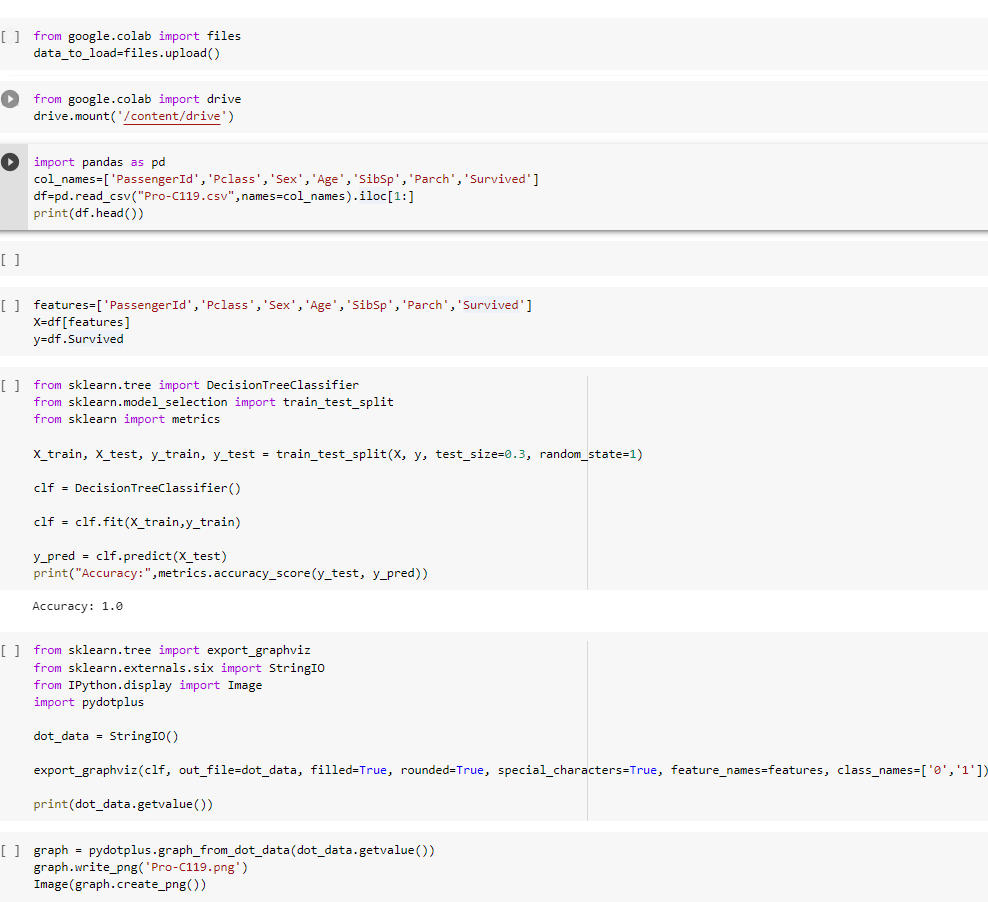 [ ] from google.colab import files
data_to_load=files.upload()
from google.colab import drive
drive.mount('/content/drive')
import pandas as pd
col_names=['PassengerId','Pclass','Sex','Age','SibSp','Parch','Survived']
df=pd.read_csv("Pro-C119.csv",names=col_names).iloc[1:]
print(df.head())
[ ]
[ ] features=['PassengerId','Pclass','Sex','Age','SibSp','Parch','Survived']
X=df[features]
y=df.Survived
[ ] from sklearn.tree import DecisionTreeClassifier
from sklearn.model_selection import train_test_split
from sklearn import metrics
X_train, X_test, y_train, y_test = train_test_split(X, y, test_size=0.3, random_state=1)
clf = DecisionTreeClassifier()
clf = clf.fit(X_train,y_train)
y_pred = clf.predict(X_test)
print("Accuracy:",metrics.accuracy_score(y_test, y_pred))
Accuracy: 1.0
[ ] from sklearn.tree import export_graphviz
from sklearn.externals.six import StringIO
from IPython.display import Image
import pydotplus
dot_data = StringIO()
export_graphviz(clf, out_file=dot_data, filled=True, rounded=True, special_characters=True, feature_names=features, class_names=['0','1'])
print(dot_data.getvalue())
[ ] graph = pydotplus.graph_from_dot_data(dot_data.getvalue())
graph.write_png('Pro-C119.png')
Image(graph.create_png())